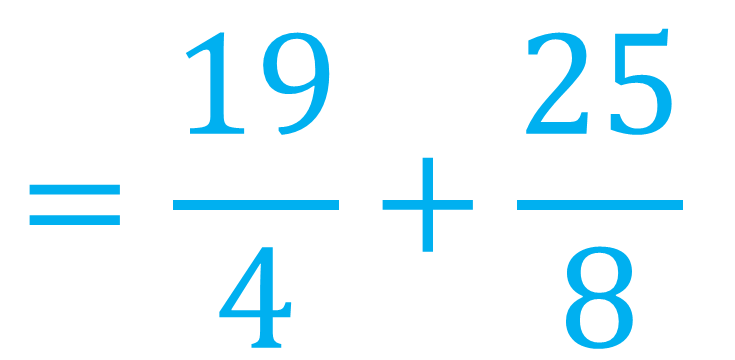 = 19/4 + 25/8